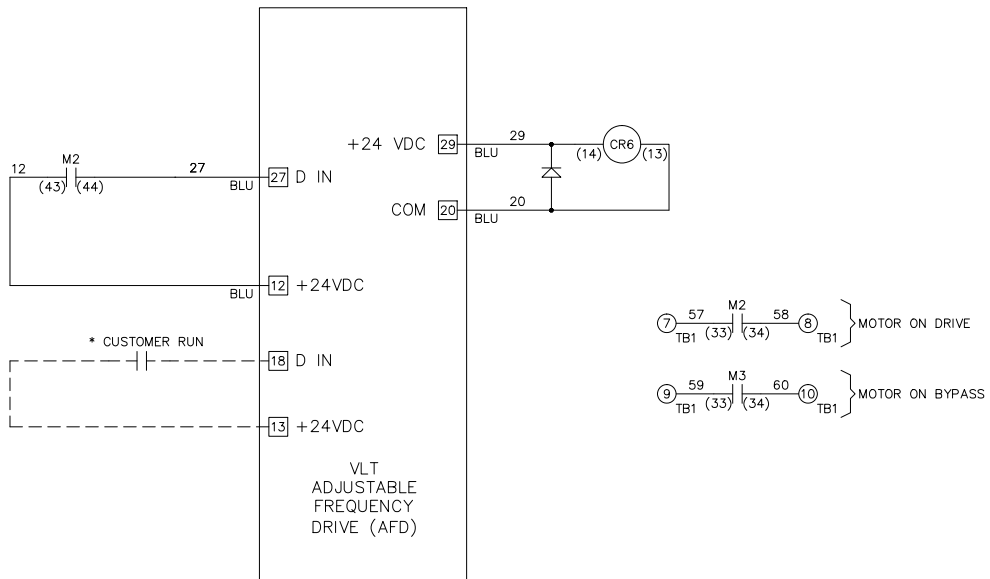 +24 VDC 29 29 BLU (14) CR6 (13)
12 M2 27
(43) (44) BLU 27 D IN
COM 20 20 BLU
BLU 12 +24VDC
7 57 M2 58 8
TB1 (33) (34) TB1 MOTOR ON DRIVE
* CUSTOMER RUN
18 D IN
9 59 M3 60 10
TB1 (33) (34) TB1 MOTOR ON BYPASS
13 +24VDC
VLT
ADJUSTABLE
FREQUENCY
DRIVE (AFD)